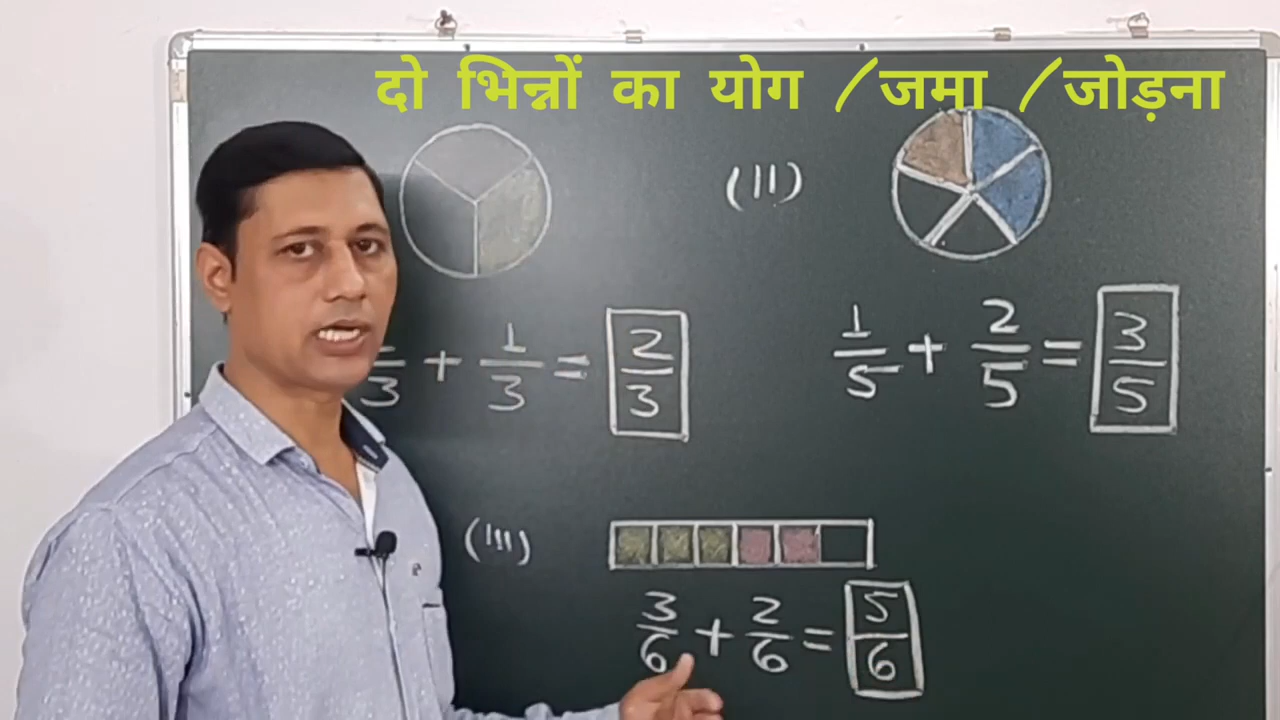 दो भिन्नों का योग /जमा /जोड़ना
(II)
3 + 1/3 = 2/3
1/5 + 2/5 = 3/5
(III)
3/6 + 2/6 = 5/6